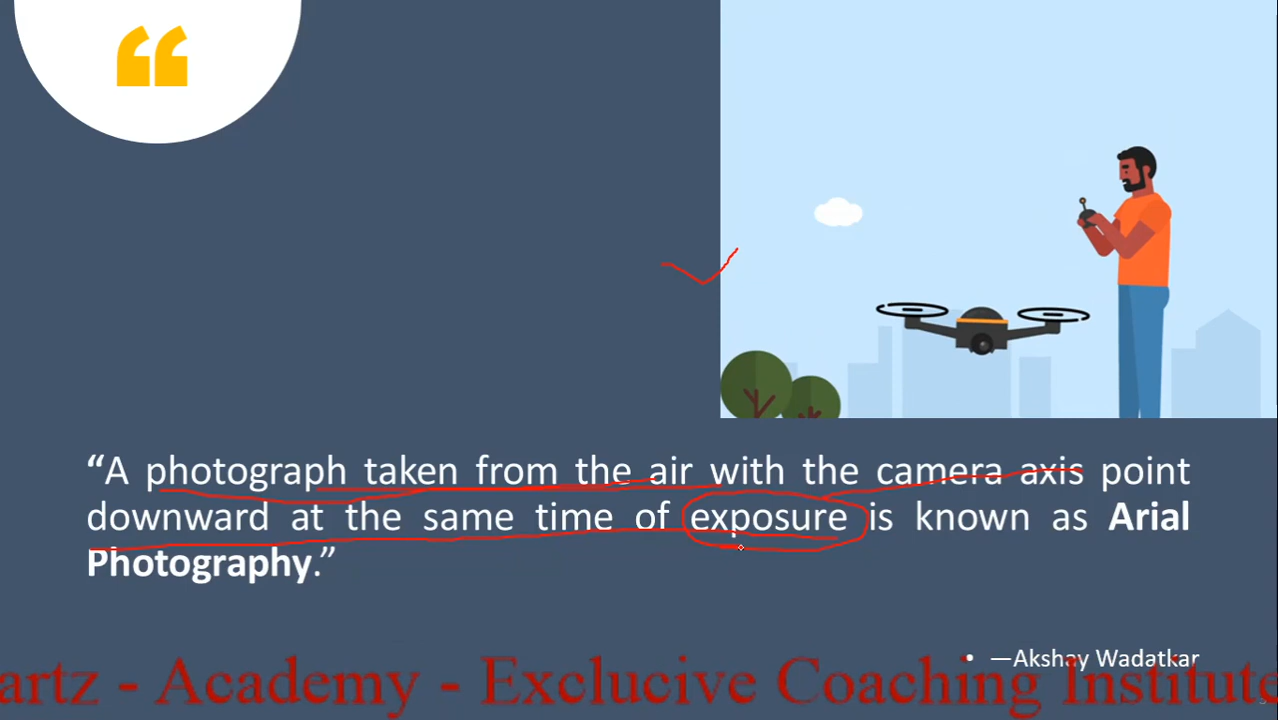 “
“A photograph taken from the air with the camera axis point
downward at the same time of exposure is known as Arial
Photography.”
• —Akshay Wadatkar
artz - Academy - Exclucive Coaching Institute